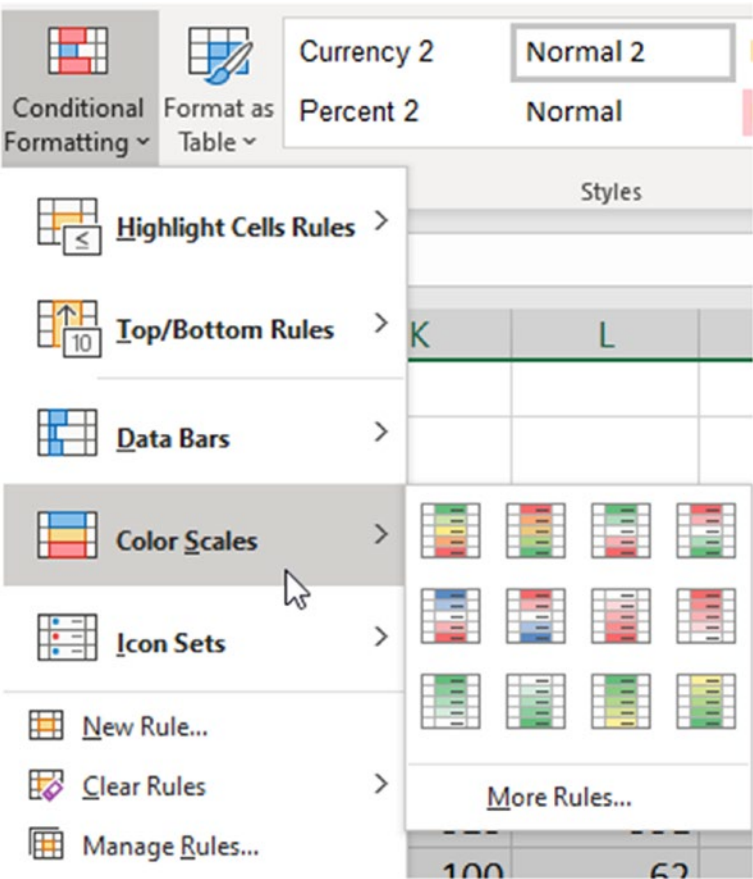 Conditional
Formatting
Format as
Table
Currency 2
Normal 2
Percent 2
Normal
Styles
≤
Highlight Cells Rules
10
Top/Bottom Rules
K
L
Data Bars
Color Scales
Icon Sets
New Rule...
Clear Rules
Manage Rules...
More Rules...
100
62